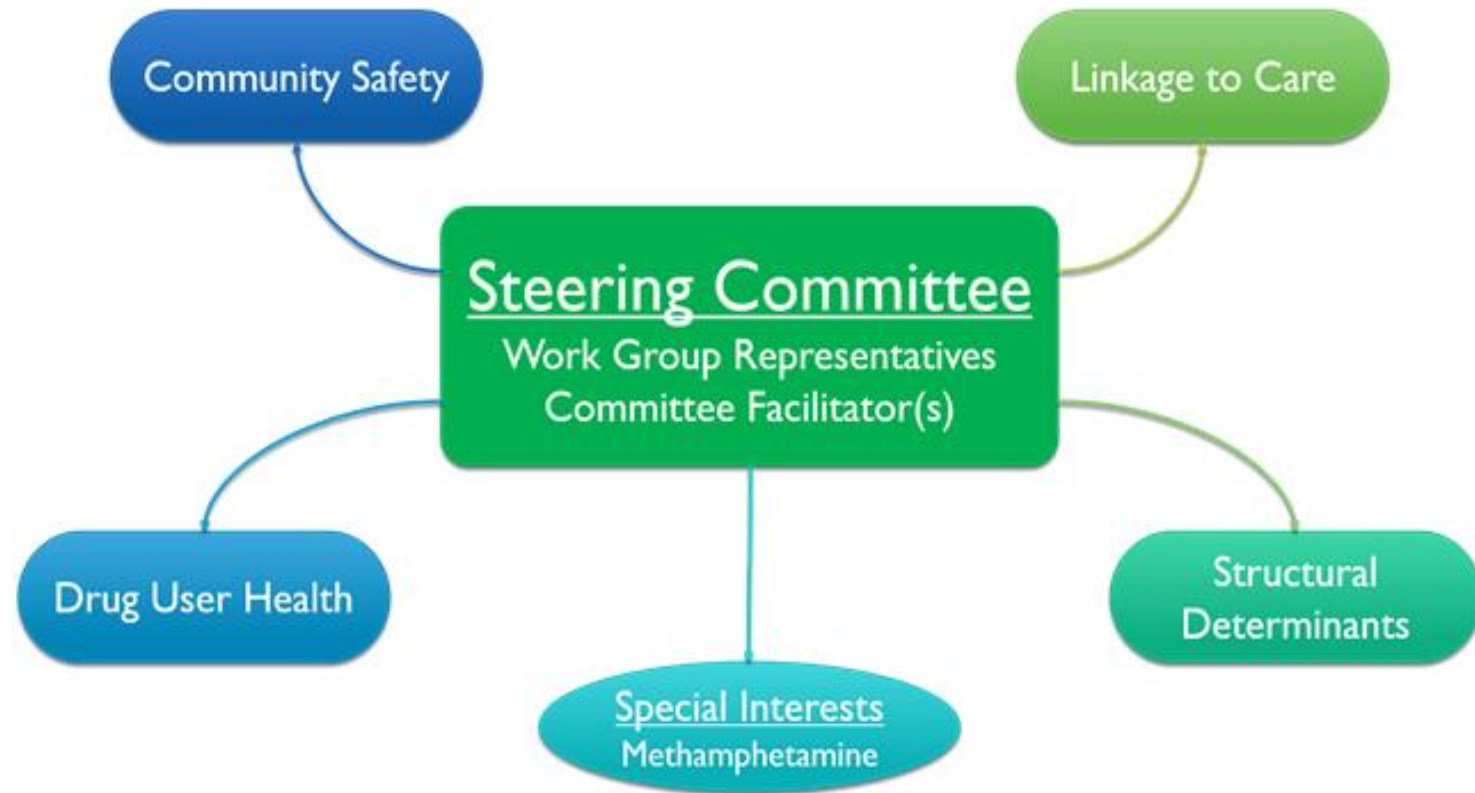 Community Safety
Linkage to Care
Steering Committee
Work Group Representatives
Committee Facilitator(s)
Drug User Health
Structural
Determinants
Special Interests
Methamphetamine